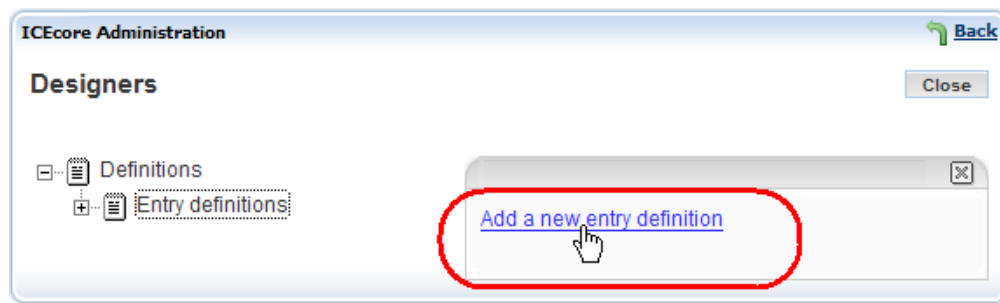 ICEcore Administration
Back
Designers
Close
Definitions
Entry definitions
Add a new entry definition